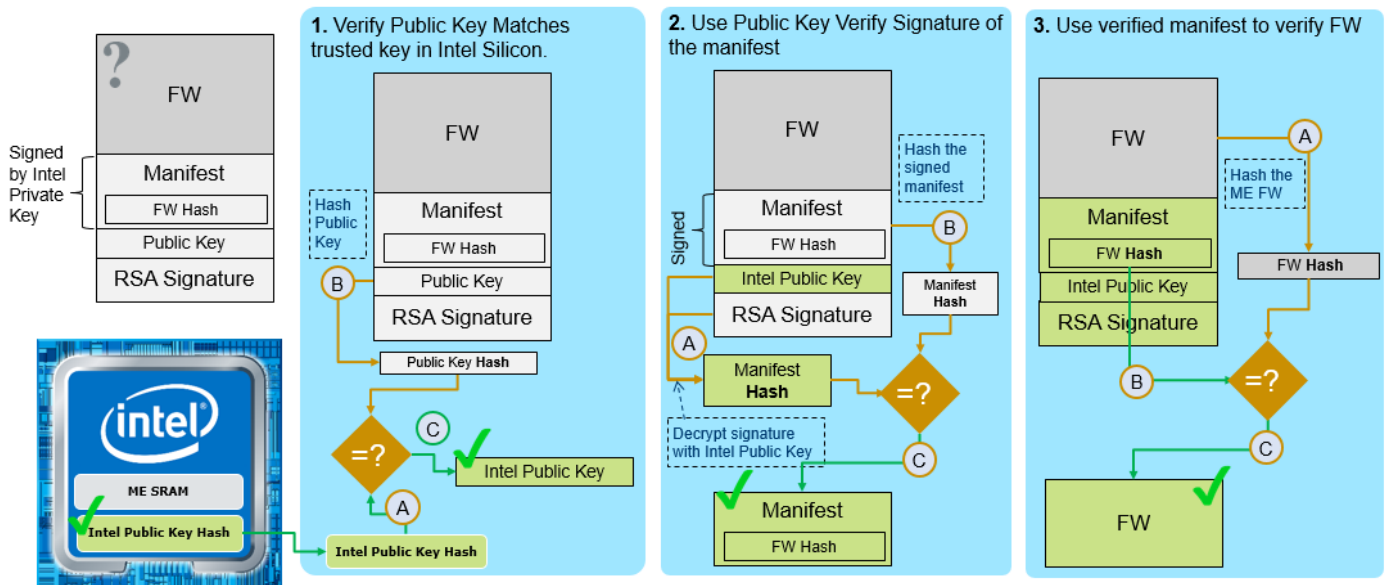 ?
FW
Signed
by Intel
Private
Key
Manifest
FW Hash
Public Key
RSA Signature
intel®
ME SRAM
Intel Public Key Hash
1. Verify Public Key Matches
trusted key in Intel Silicon.
FW
Hash
Public
Key
Manifest
FW Hash
B
Public Key
RSA Signature
Public Key Hash
=?
C
Intel Public Key
A
Intel Public Key Hash
2. Use Public Key Verify Signature of
the manifest
FW
Hash the
signed
manifest
Signed
Manifest
FW Hash
B
Intel Public Key
Manifest
Hash
RSA Signature
A
Manifest
Hash
=?
Decrypt signature
with Intel Public Key
C
Manifest
FW Hash
3. Use verified manifest to verify FW
FW
A
Hash the
ME FW
Manifest
FW Hash
FW Hash
Intel Public Key
RSA Signature
B
=?
C
FW